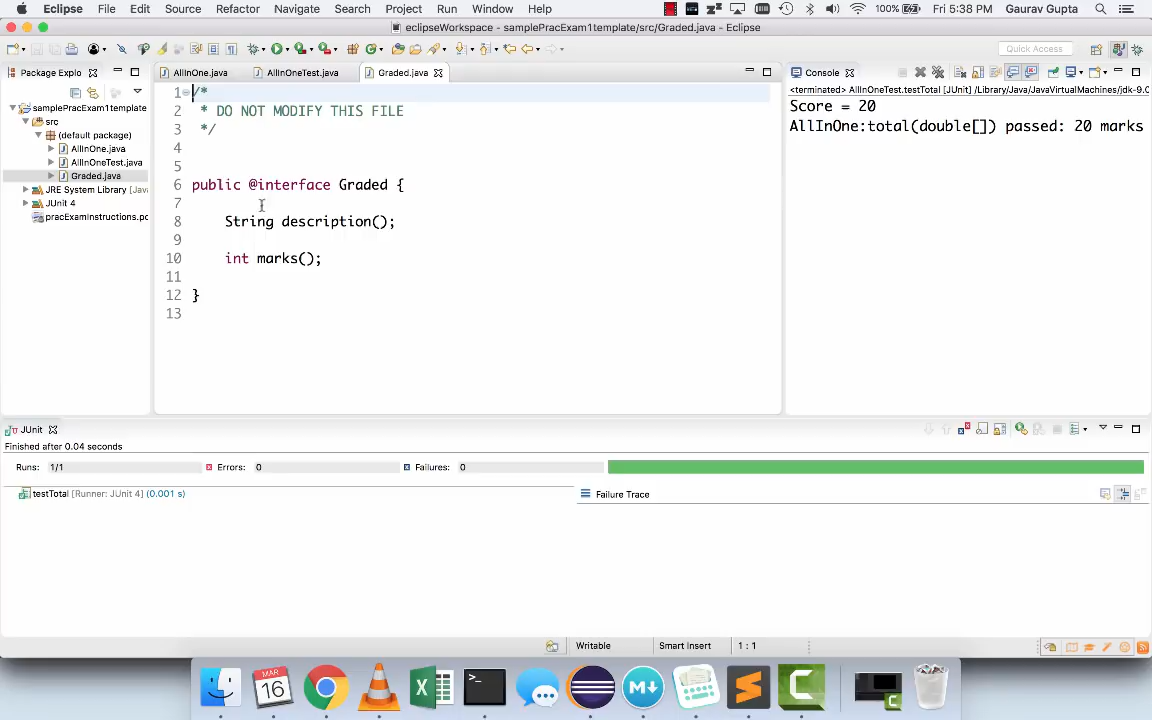 Eclipse File Edit Source Refactor Navigate Search Project Run Window Help 100% Fri 5:38 PM Gaurav Gupta
eclipseWorkspace - samplePracExam1template/src/Graded.java - Eclipse
Quick Access
Package Explo
samplePracExam1template
src
(default package)
AllInOne.java
AllInOneTest.java
Graded.java
JRE System Library [Java
JUnit 4
pracExamInstructions.pc
AllInOne.java AllInOneTest.java Graded.java
1 /*
2 * DO NOT MODIFY THIS FILE
3 */
4
5
6 public @interface Graded {
7
8 String description();
9
10 int marks();
11
12 }
13
Console
<terminated> AllInOneTest.testTotal [JUnit] /Library/Java/JavaVirtualMachines/jdk-9.0
Score = 20
AllInOne:total(double[]) passed: 20 marks
JUnit
Finished after 0.04 seconds
Runs: 1/1 Errors: 0 Failures: 0
testTotal [Runner: JUnit 4] (0.001 s)
Failure Trace
Writable Smart Insert 1 : 1
MAR
16